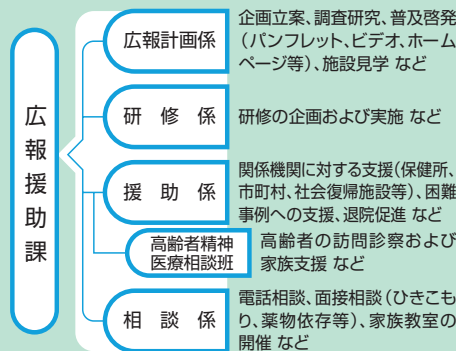 広報援助課
広報計画係
企画立案、調査研究、普及啓発
（パンフレット、ビデオ、ホーム
ページ等）、施設見学 など
研修係
研修の企画および実施 など
援助係
関係機関に対する支援（保健所、
市町村、社会復帰施設等）、困難
事例への支援、退院促進 など
高齢者精神
医療相談班
高齢者の訪問診察および
家族支援 など
相談係
電話相談、面接相談（ひきこも
り、薬物依存等）、家族教室の
開催 など